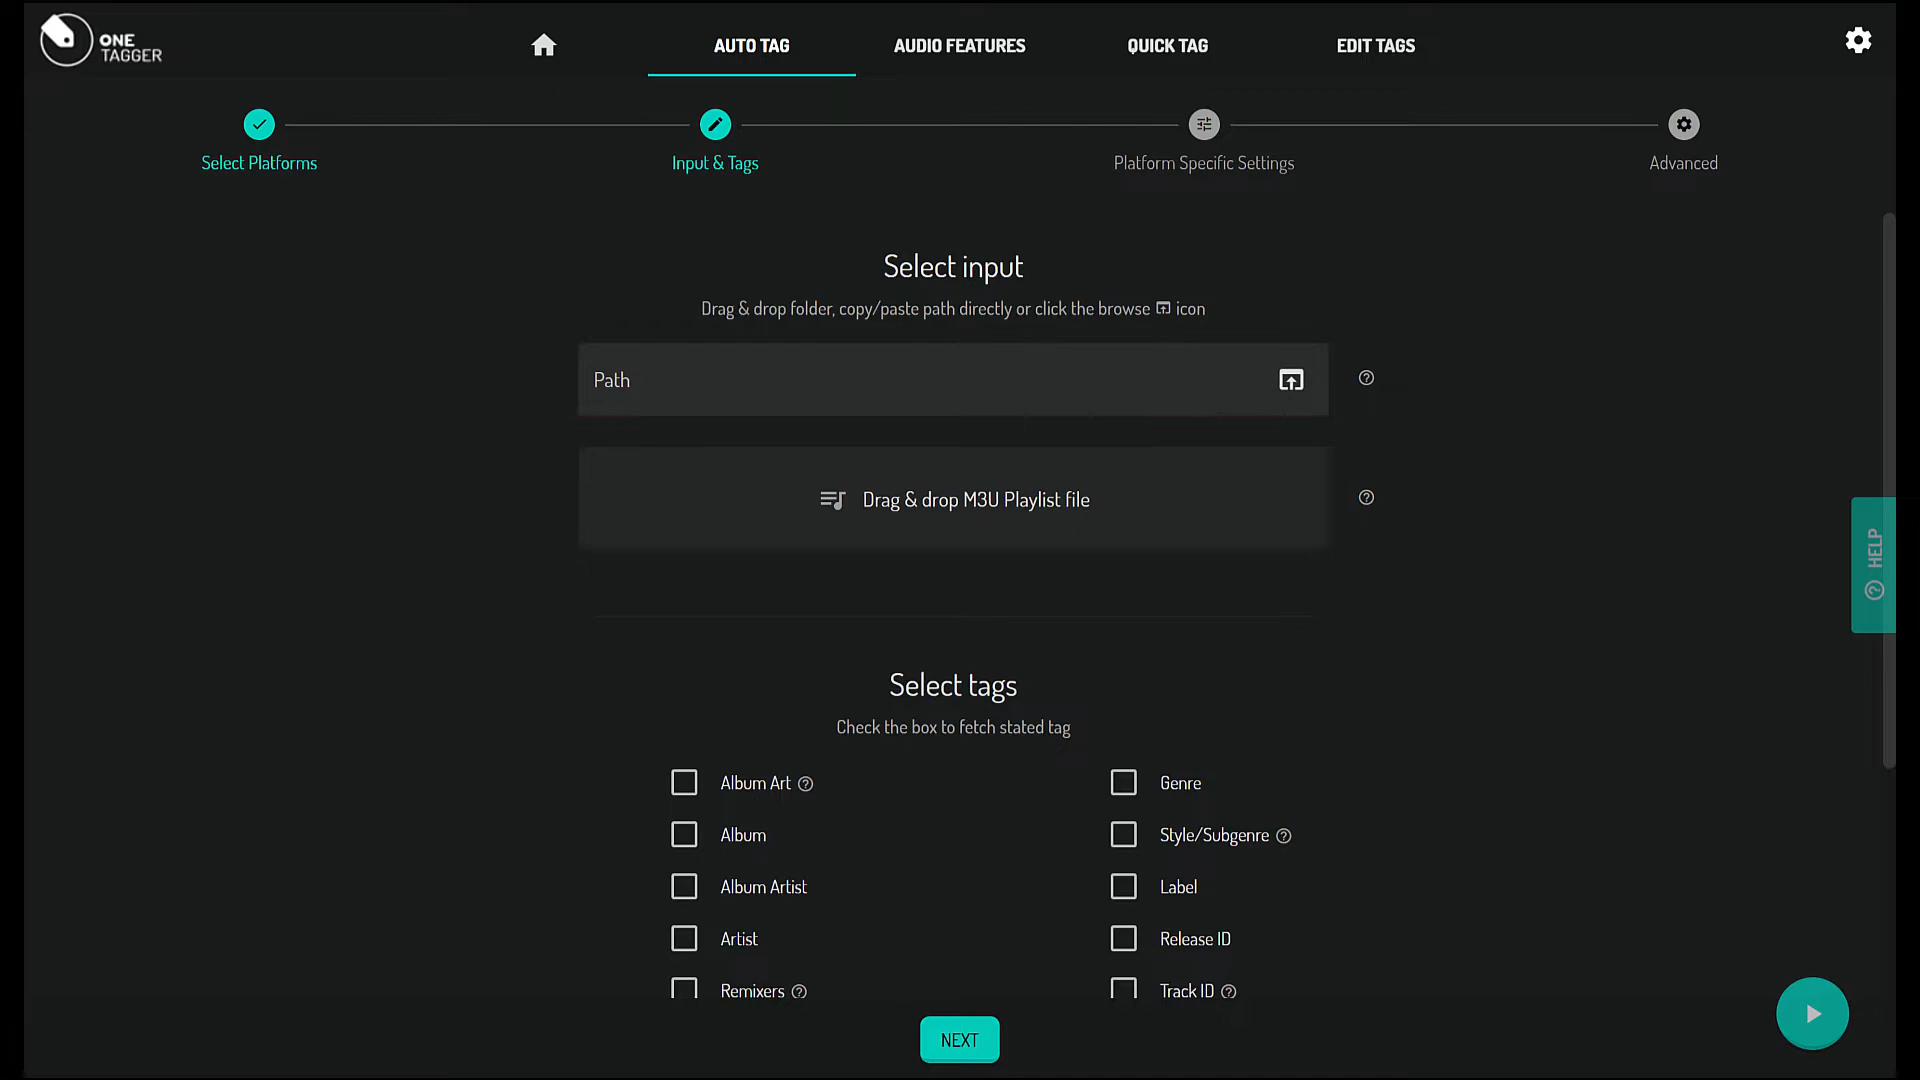 ONE
TAGGER
AUTO TAG
AUDIO FEATURES
QUICK TAG
EDIT TAGS
Select Platforms
Input & Tags
Platform Specific Settings
Advanced
Select input
Drag & drop folder, copy/paste path directly or click the browse icon
Path
Drag & drop M3U Playlist file
HELP
Select tags
Check the box to fetch stated tag
Album Art
Genre
Album
Style/Subgenre
Album Artist
Label
Artist
Release ID
Remixers
Track ID
NEXT